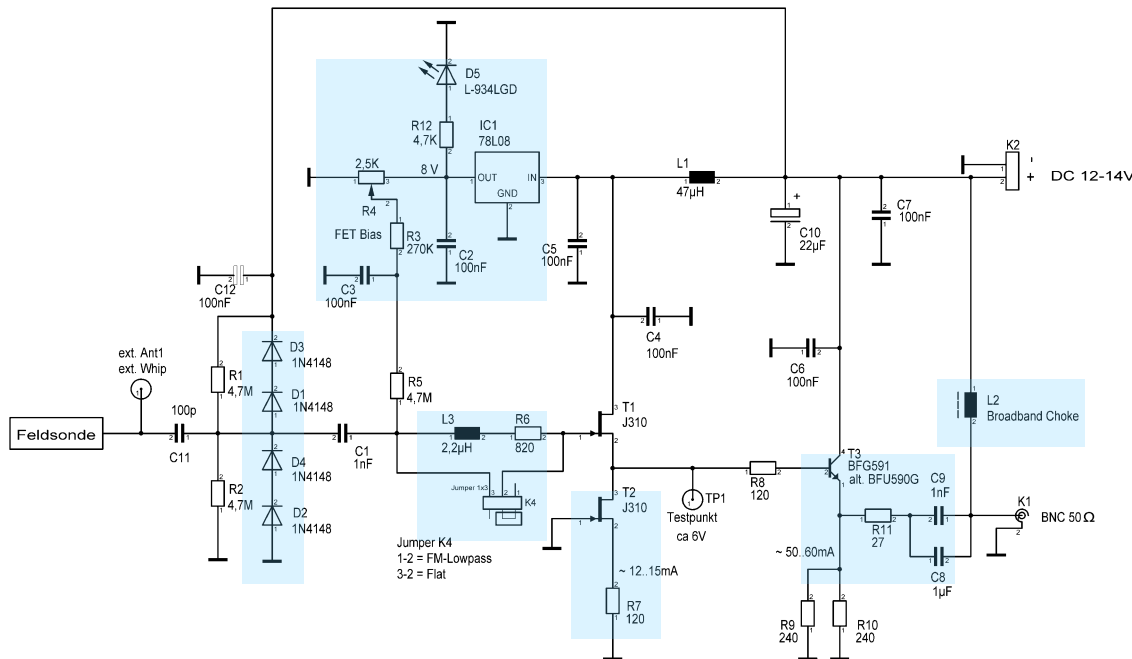 D5
L-934LGD
R12
4,7K
IC1
78L08
OUT
IN
GND
2,5K
8 V
R4
FET Bias
R3
270K
C2
100nF
C3
100nF
C5
100nF
L1
47µH
+
C10
22µF
C7
100nF
K2
-
+
DC 12-14V
C12
100nF
D3
1N4148
D1
1N4148
D4
1N4148
D2
1N4148
ext. Ant1
ext. Whip
R1
4,7M
R2
4,7M
Feldsonde
100p
C11
C1
1nF
R5
4,7M
L3
2,2µH
R6
820
Jumper 1x3
K4
Jumper K4
1-2 = FM-Lowpass
3-2 = Flat
C4
100nF
T1
J310
T2
J310
~ 12..15mA
R7
120
TP1
Testpunkt
ca 6V
R8
120
C6
100nF
T3
BFG591
alt. BFU590G
L2
Broadband Choke
C9
1nF
R11
27
C8
1µF
~ 50..60mA
R9
240
R10
240
K1
BNC 50 Ω